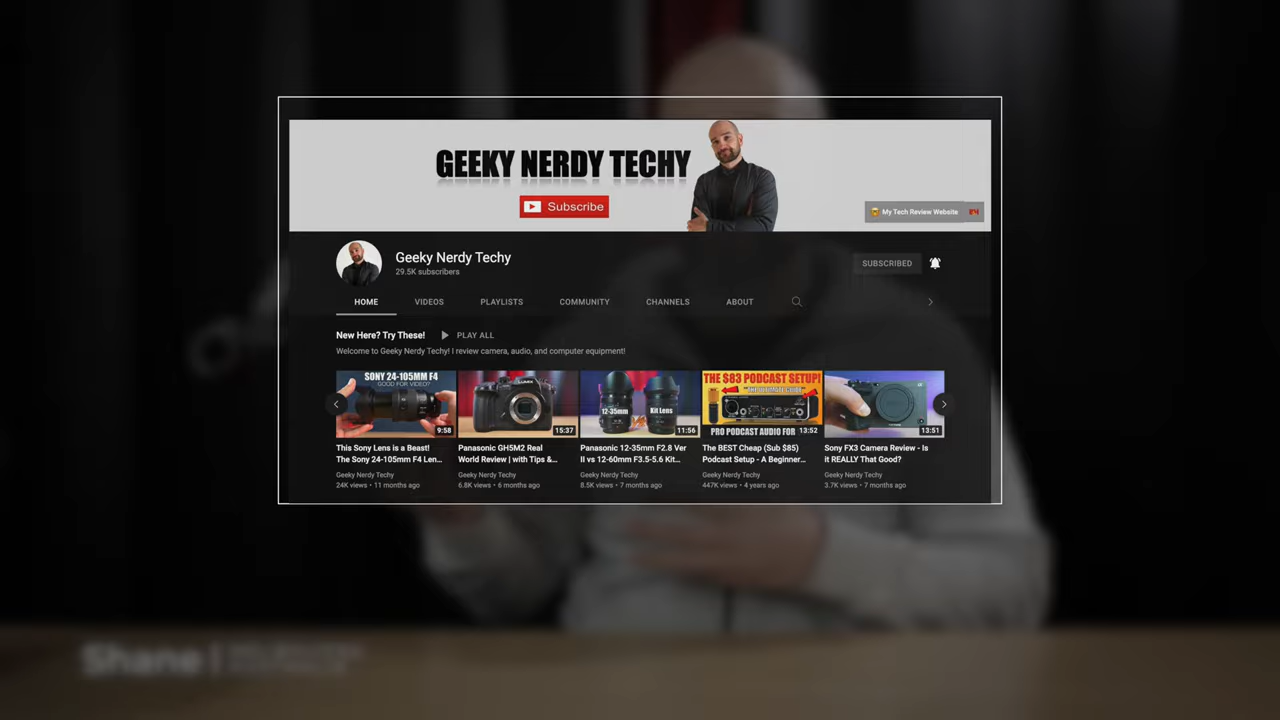 GEEKY NERDY TECHY
Subscribe
My Tech Review Website
Geeky Nerdy Techy
29.5K subscribers
SUBSCRIBED
HOME VIDEOS PLAYLISTS COMMUNITY CHANNELS ABOUT
New Here? Try These! PLAY ALL
Welcome to Geeky Nerdy Techy! I review camera, audio, and computer equipment!
SONY 24-105MM F4
GOOD FOR VIDEO?
9:58
LUMIX
15:37
12-35mm
Kit Lens
11:56
THE $83 PODCAST SETUP!
"THE ULTIMATE GUIDE"
PRO PODCAST AUDIO FOR
13:52
13:51
This Sony Lens is a Beast!
The Sony 24-105mm F4 Len...
Geeky Nerdy Techy
24K views • 11 months ago
Panasonic GH5M2 Real
World Review | with Tips &...
Geeky Nerdy Techy
6.8K views • 6 months ago
Panasonic 12-35mm F2.8 Ver
II vs 12-60mm F3.5-5.6 Kit...
Geeky Nerdy Techy
8.5K views • 7 months ago
The BEST Cheap (Sub $85)
Podcast Setup - A Beginner...
Geeky Nerdy Techy
447K views • 4 years ago
Sony FX3 Camera Review - Is
it REALLY That Good?
Geeky Nerdy Techy
3.7K views • 7 months ago
Shane